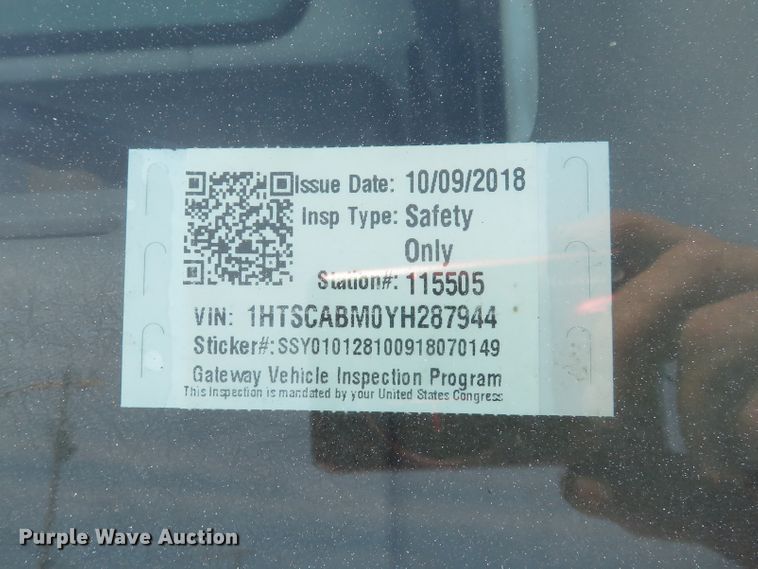 Issue Date: 10/09/2018
Insp Type: Safety
Only
Station#: 115505
VIN: 1HTSCABM0YH287944
Sticker#: SSY010128100918070149
Gateway Vehicle Inspection Program
This Inspection is mandated by your United States Congress
Purple Wave Auction